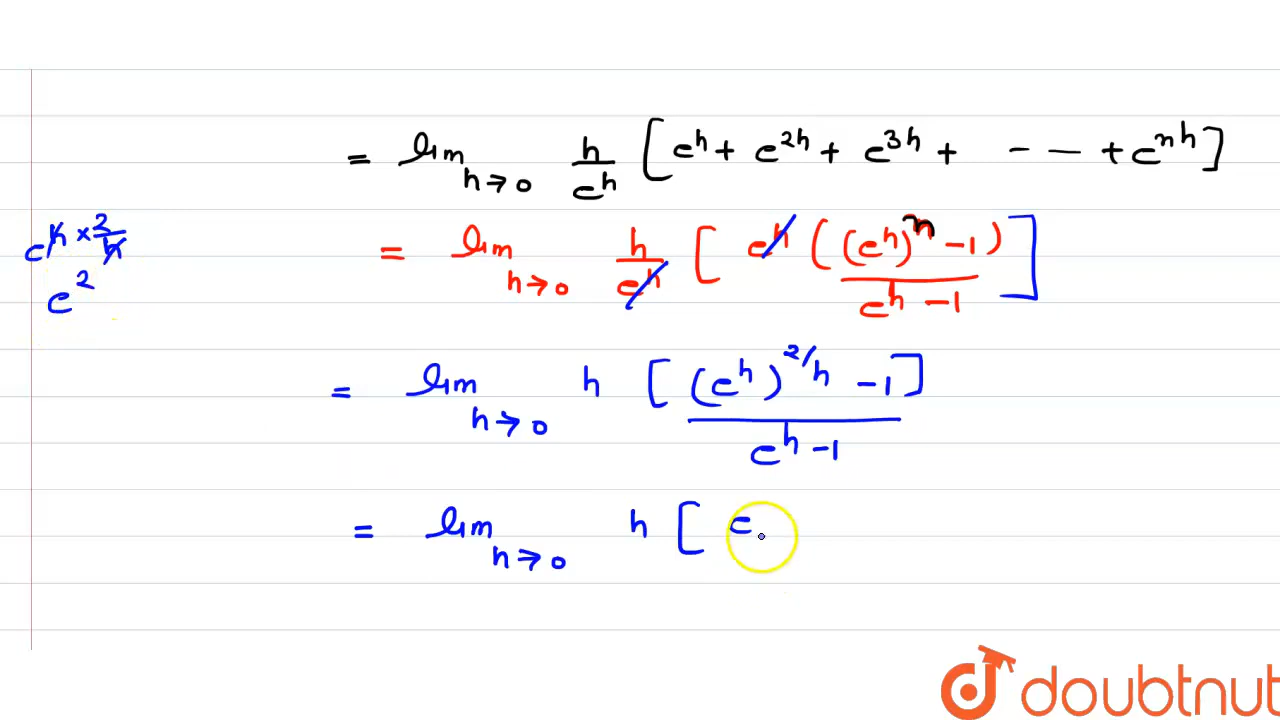 = lim h→0 h/e^h [e^h + e^2h + e^3h + - — + e^nh]
e^h × 2/h
= lim h→0 h/e^h [ e^h ((e^h)^n - 1)/(e^h - 1) ]
e^2
= lim h→0 h [(e^h)^2/h - 1]/(e^h - 1)
= lim h→0 h [ e
doubtnut